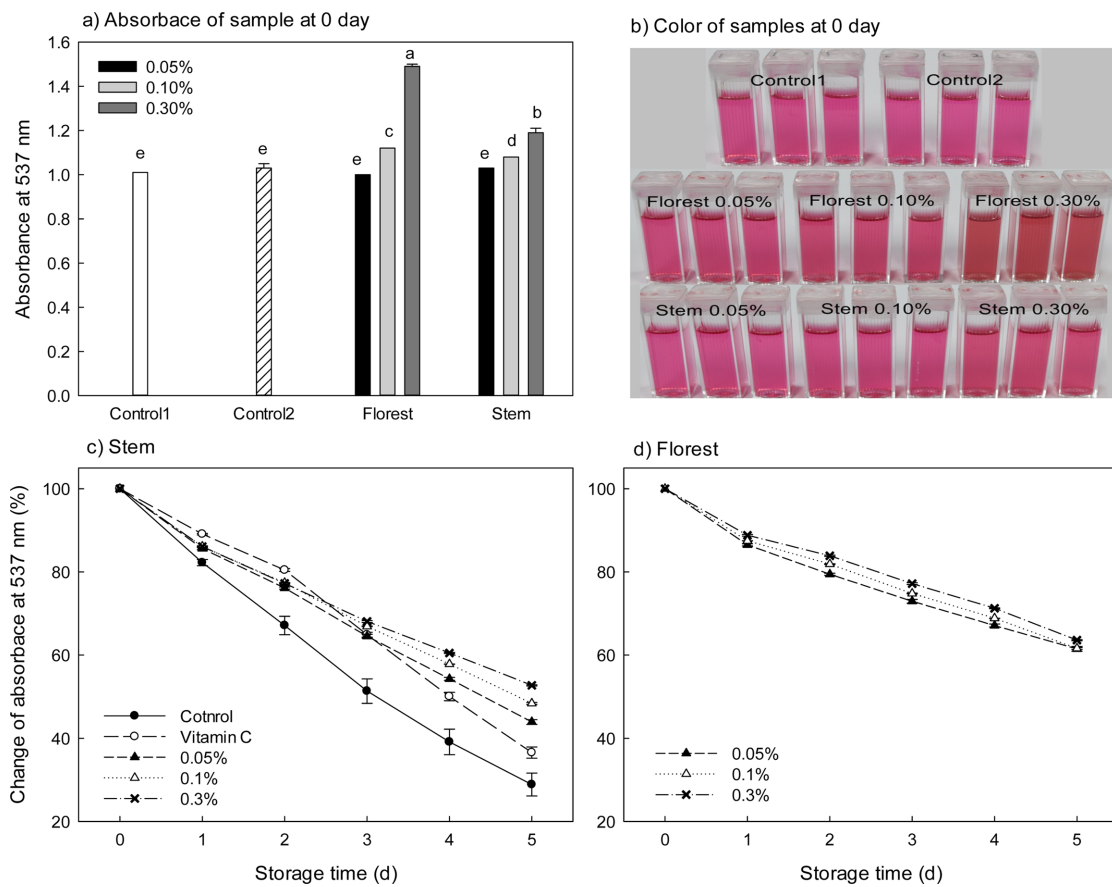 a) Absorbace of sample at 0 day
1.6
1.4
1.2
1.0
0.8
0.6
0.4
0.2
0.0
Absorbance at 537 nm
0.05%
0.10%
0.30%
e
e
e
c
a
e
d
b
Control1
Control2
Florest
Stem
b) Color of samples at 0 day
Control1
Control2
Florest 0.05%
Florest 0.10%
Florest 0.30%
Stem 0.05%
Stem 0.10%
Stem 0.30%
c) Stem
100
80
60
40
20
Change of absorbace at 537 nm (%)
Cotnrol
Vitamin C
0.05%
0.1%
0.3%
0 1 2 3 4 5
Storage time (d)
d) Florest
100
80
60
40
20
0.05%
0.1%
0.3%
0 1 2 3 4 5
Storage time (d)